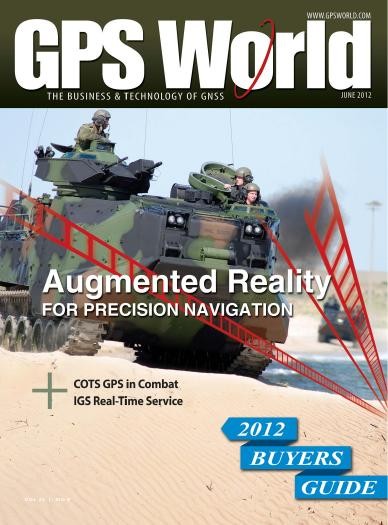 WWW.GPSWORLD.COM
GPS World
THE BUSINESS & TECHNOLOGY OF GNSS
JUNE 2012
Augmented Reality
FOR PRECISION NAVIGATION
COTS GPS in Combat
IGS Real-Time Service
2012
BUYERS
GUIDE